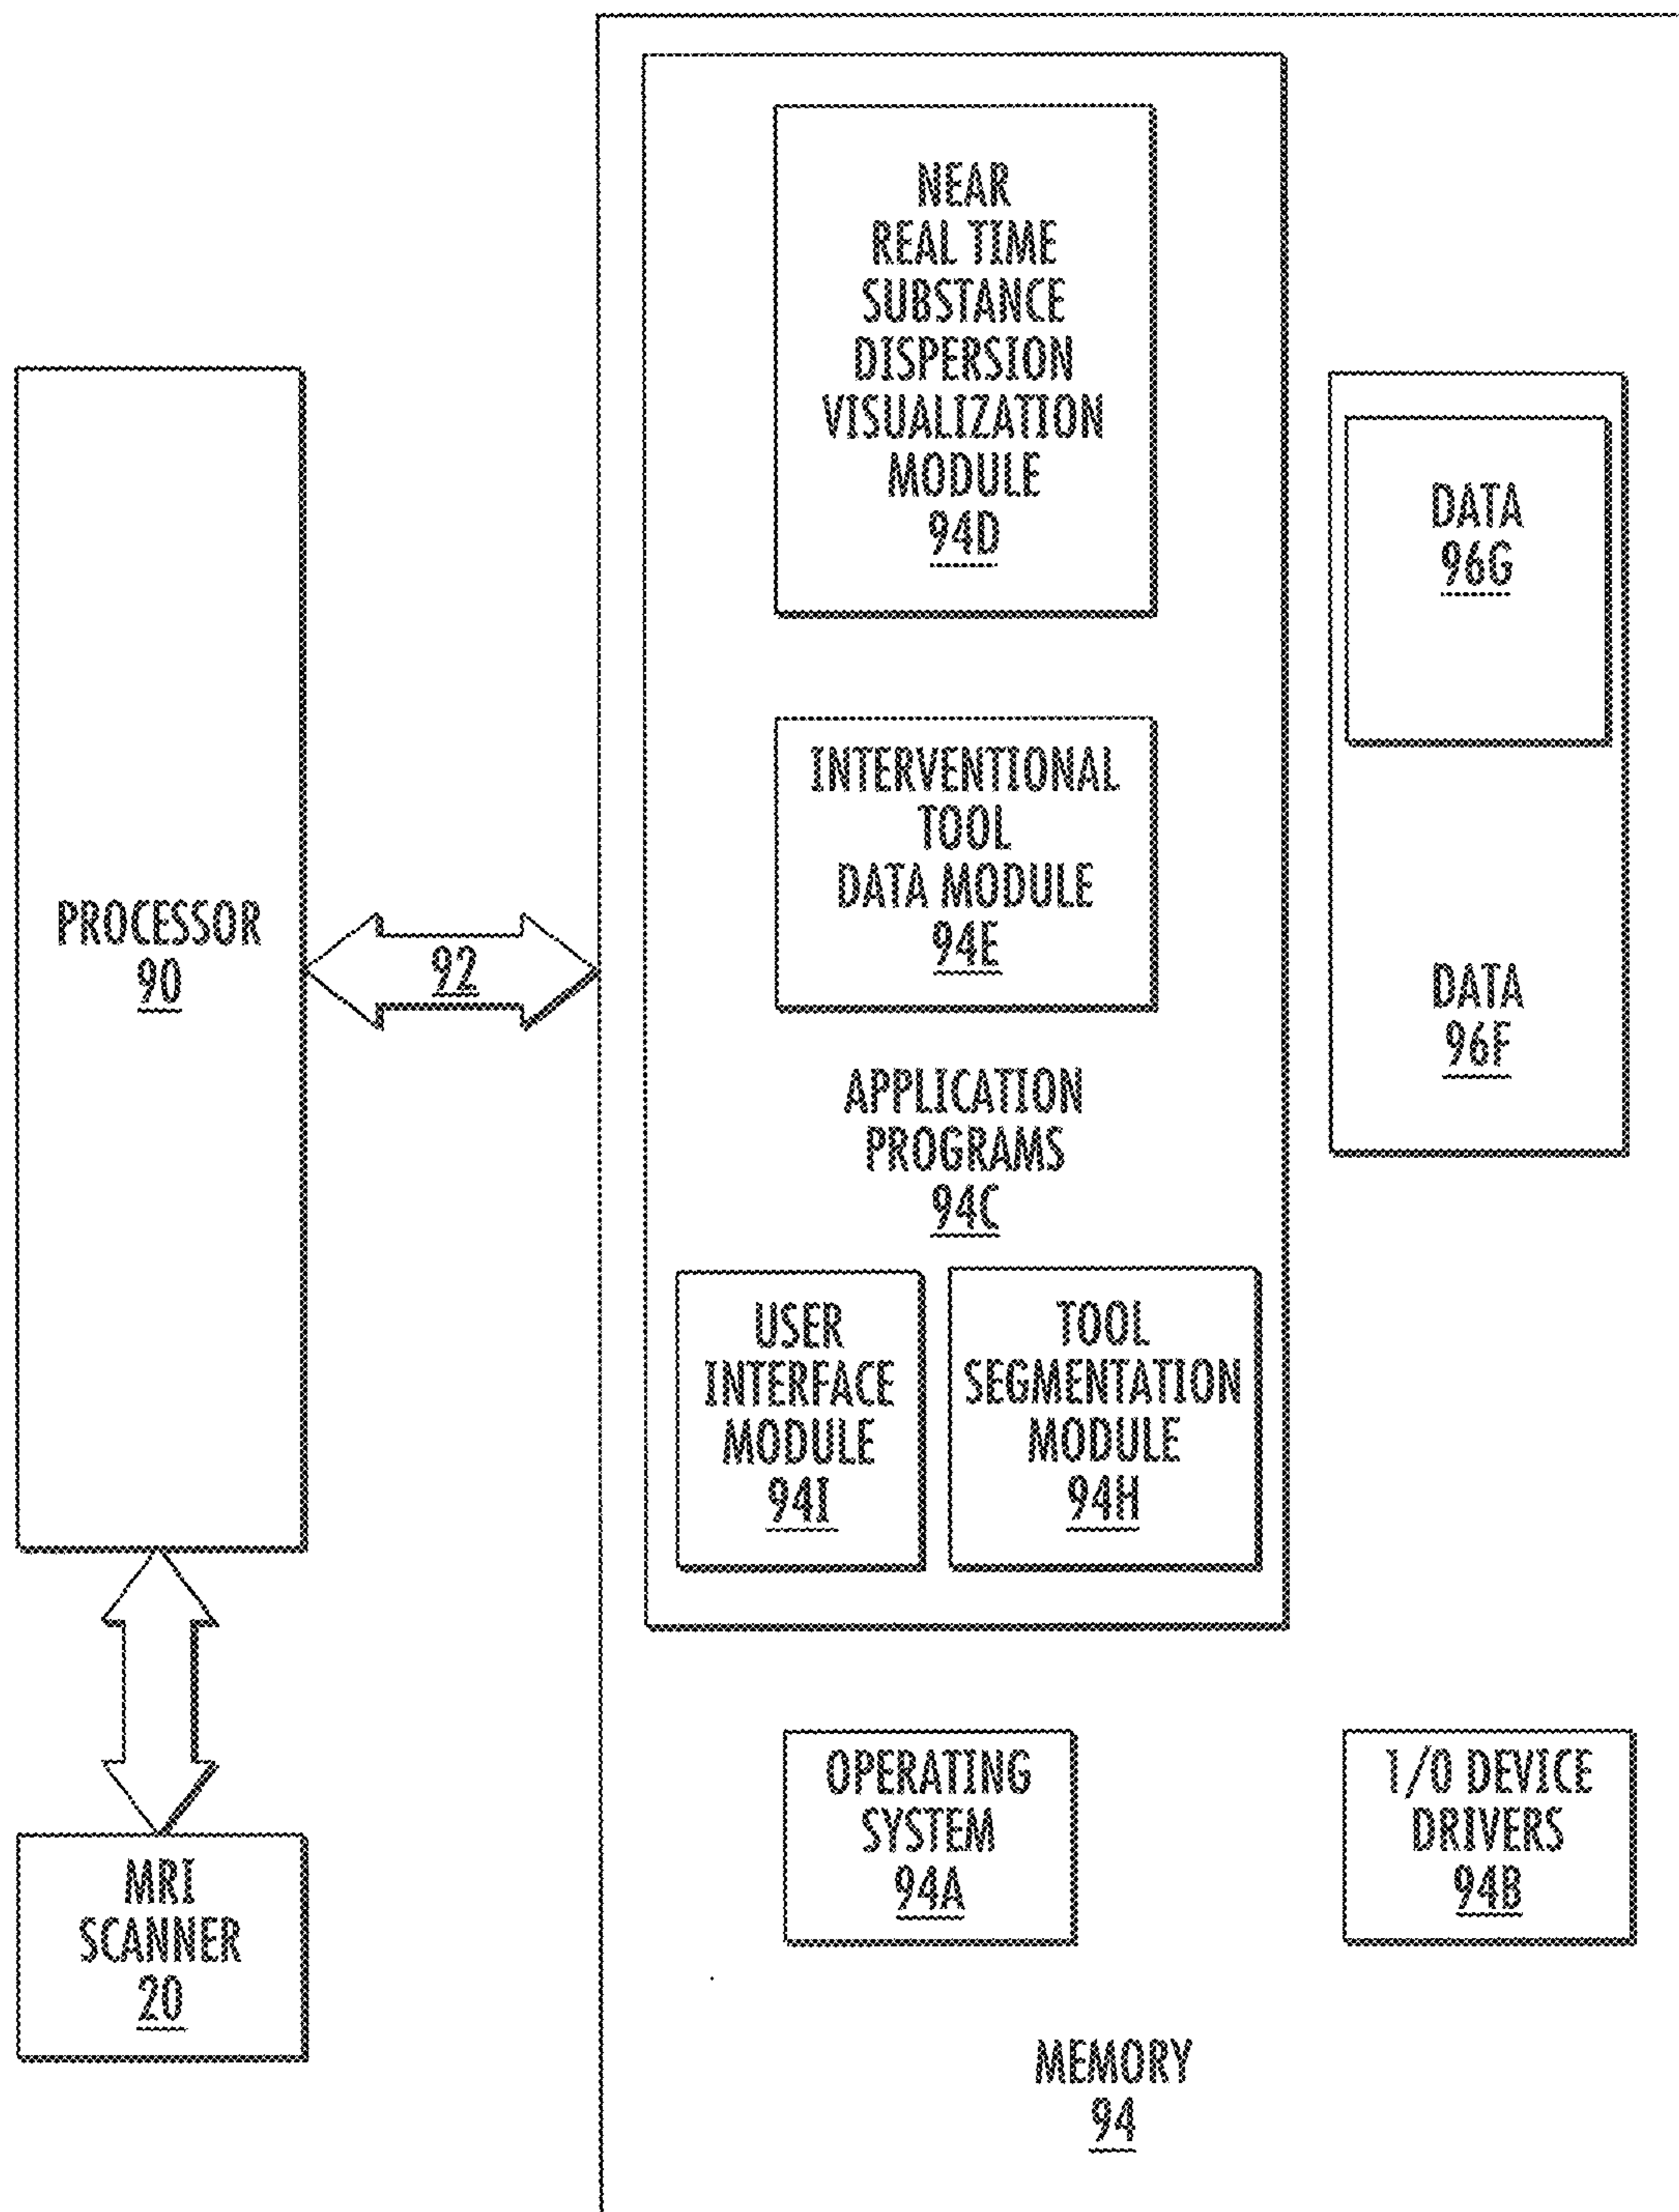 NEAR
REAL TIME
SUBSTANCE
DISPERSION
VISUALIZATION
MODULE
94D
DATA
96G
INTERVENTIONAL
TOOL
DATA MODULE
94E
PROCESSOR
90
92
DATA
96F
APPLICATION
PROGRAMS
94C
USER
INTERFACE
MODULE
94I
TOOL
SEGMENTATION
MODULE
94H
OPERATING
SYSTEM
94A
1/0 DEVICE
DRIVERS
94B
MRI
SCANNER
20
MEMORY
94